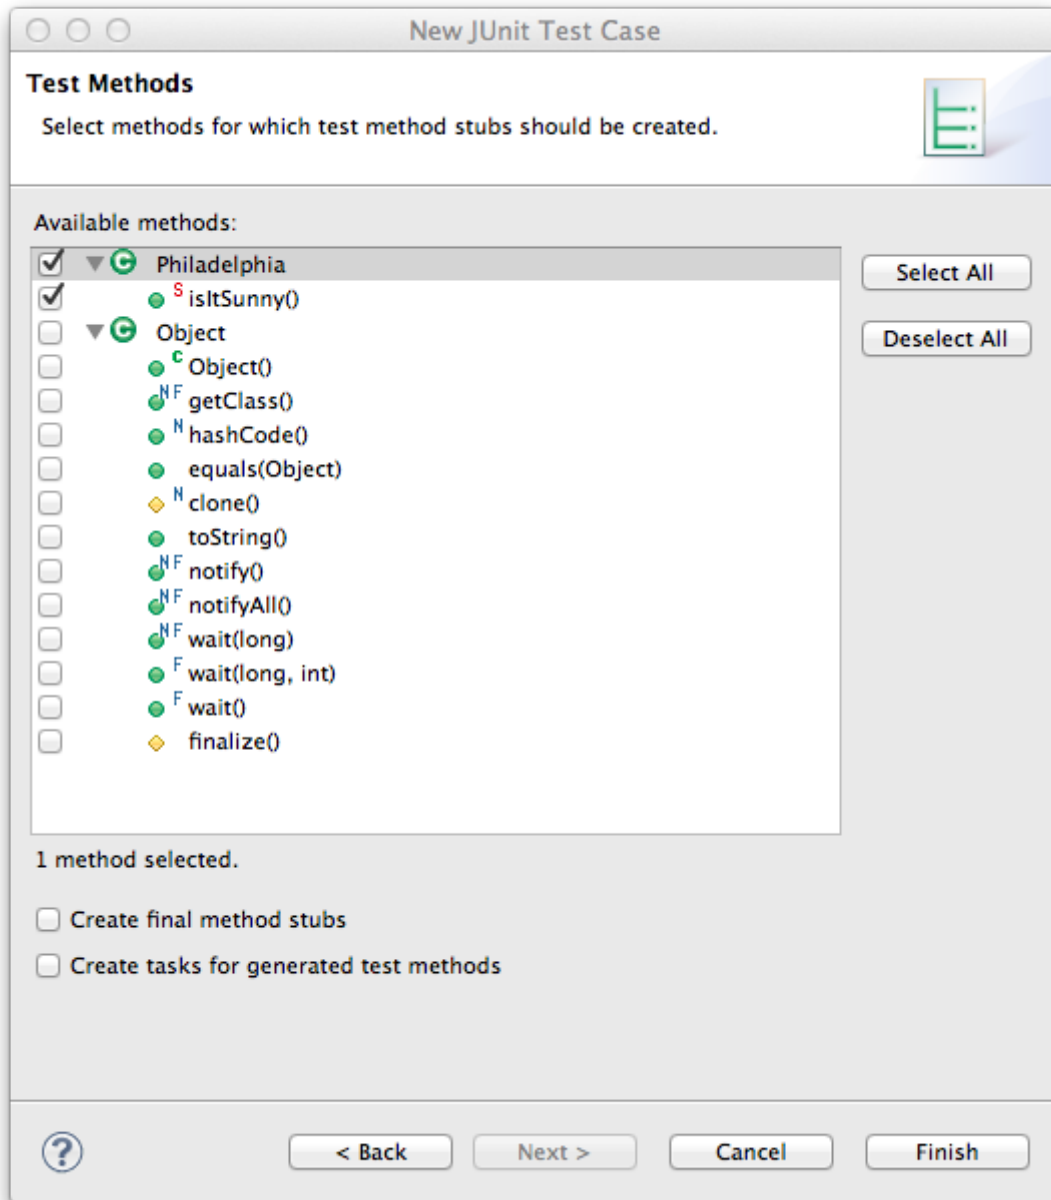 New JUnit Test Case
Test Methods
Select methods for which test method stubs should be created.
Available methods:
C Philadelphia
S isItSunny()
C Object
C Object()
N F getClass()
N hashCode()
equals(Object)
N clone()
toString()
N F notify()
N F notifyAll()
N F wait(long)
F wait(long, int)
F wait()
finalize()
Select All
Deselect All
1 method selected.
Create final method stubs
Create tasks for generated test methods
? < Back Next > Cancel Finish